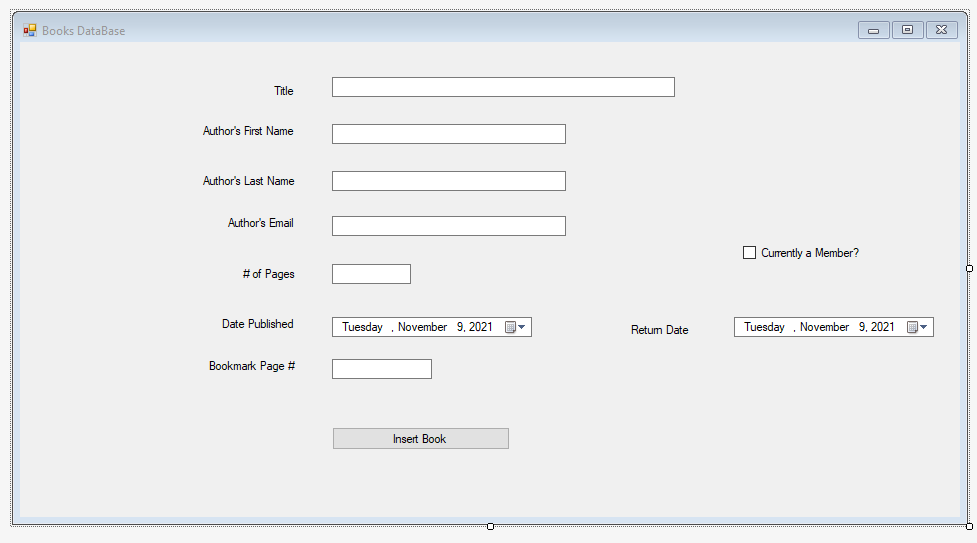 Books DataBase
Title
Author's First Name
Author's Last Name
Author's Email
Currently a Member?
# of Pages
Date Published Tuesday , November 9, 2021 Return Date Tuesday , November 9, 2021
Bookmark Page #
Insert Book